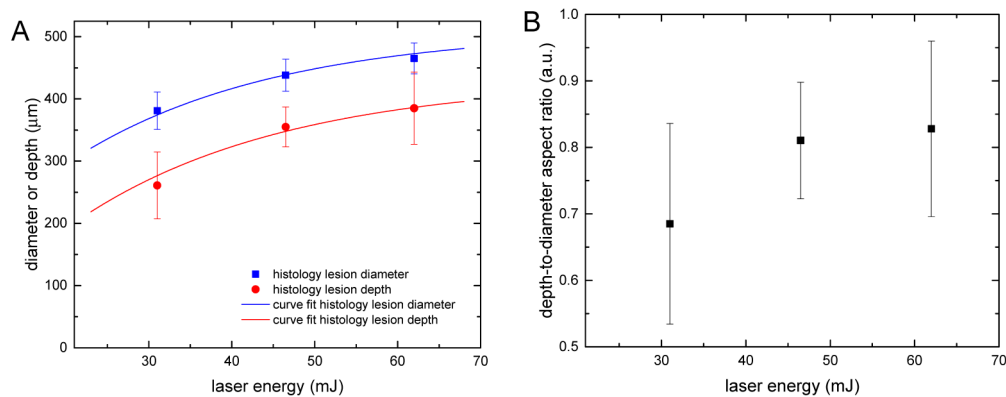 A
500
400
300
200
100
0
diameter or depth (μm)
histology lesion diameter
histology lesion depth
curve fit histology lesion diameter
curve fit histology lesion depth
30 40 50 60 70
laser energy (mJ)
B
1.0
0.9
0.8
0.7
0.6
0.5
depth-to-diameter aspect ratio (a.u.)
30 40 50 60 70
laser energy (mJ)